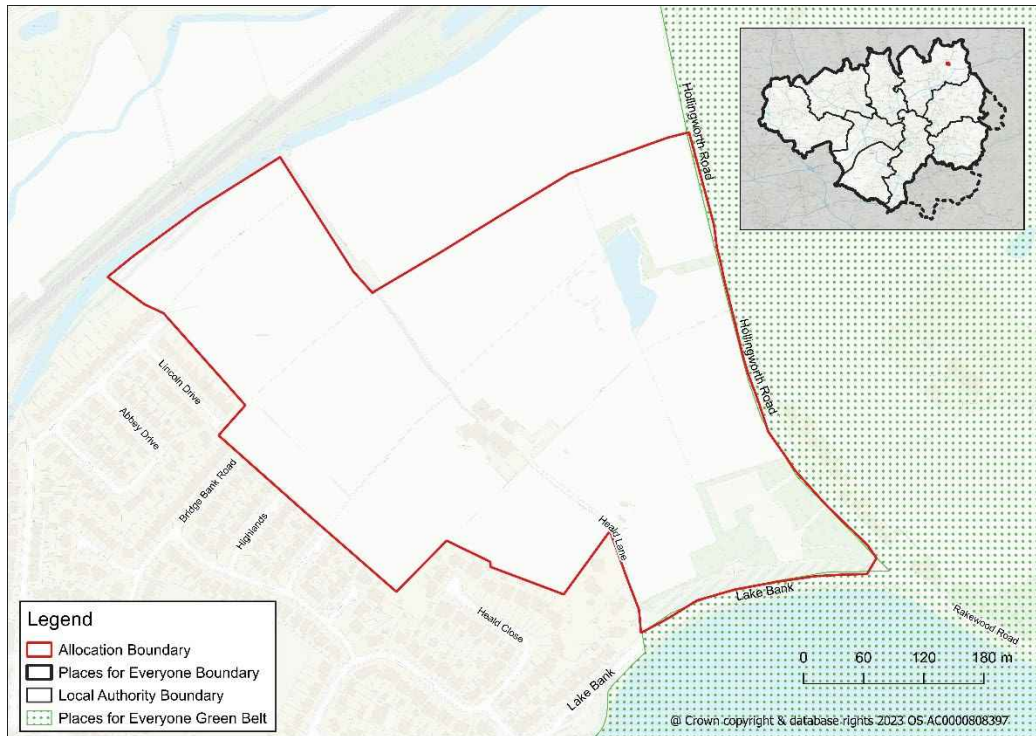 Hollingworth Road
Hollingworth Road
Lincoln Drive
Abbey Drive
Bridge Bank Road
Highlands
Heald Lane
Heald Close
Lake Bank
Lake Bank
Rakewood Road
Legend
Allocation Boundary
Places for Everyone Boundary
Local Authority Boundary
Places for Everyone Green Belt
0 60 120 180 m
@ Crown copyright & database rights 2023 OS AC0000808397